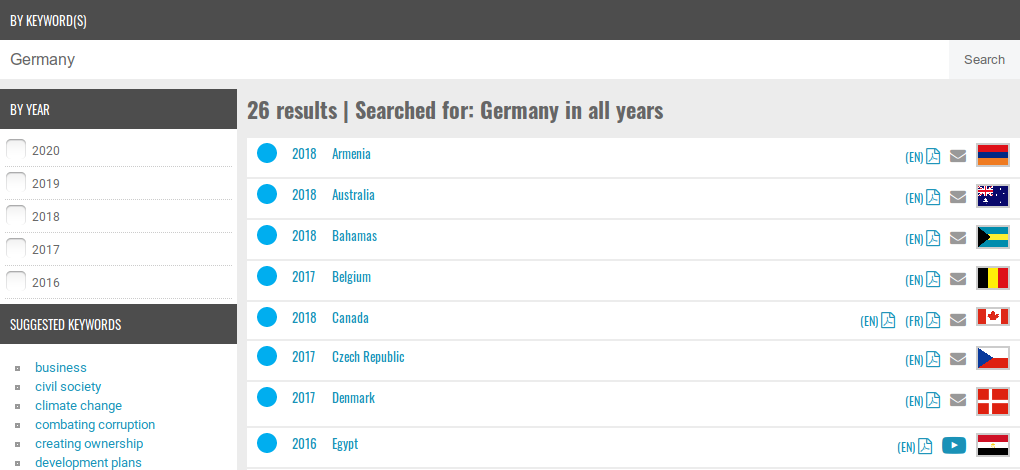 BY KEYWORD(S)
Germany Search
BY YEAR
2020
2019
2018
2017
2016
SUGGESTED KEYWORDS
business
civil society
climate change
combating corruption
creating ownership
development plans
26 results | Searched for: Germany in all years
2018 Armenia (EN)
2018 Australia (EN)
2018 Bahamas (EN)
2017 Belgium (EN)
2018 Canada (EN) (FR)
2017 Czech Republic (EN)
2017 Denmark (EN)
2016 Egypt (EN)